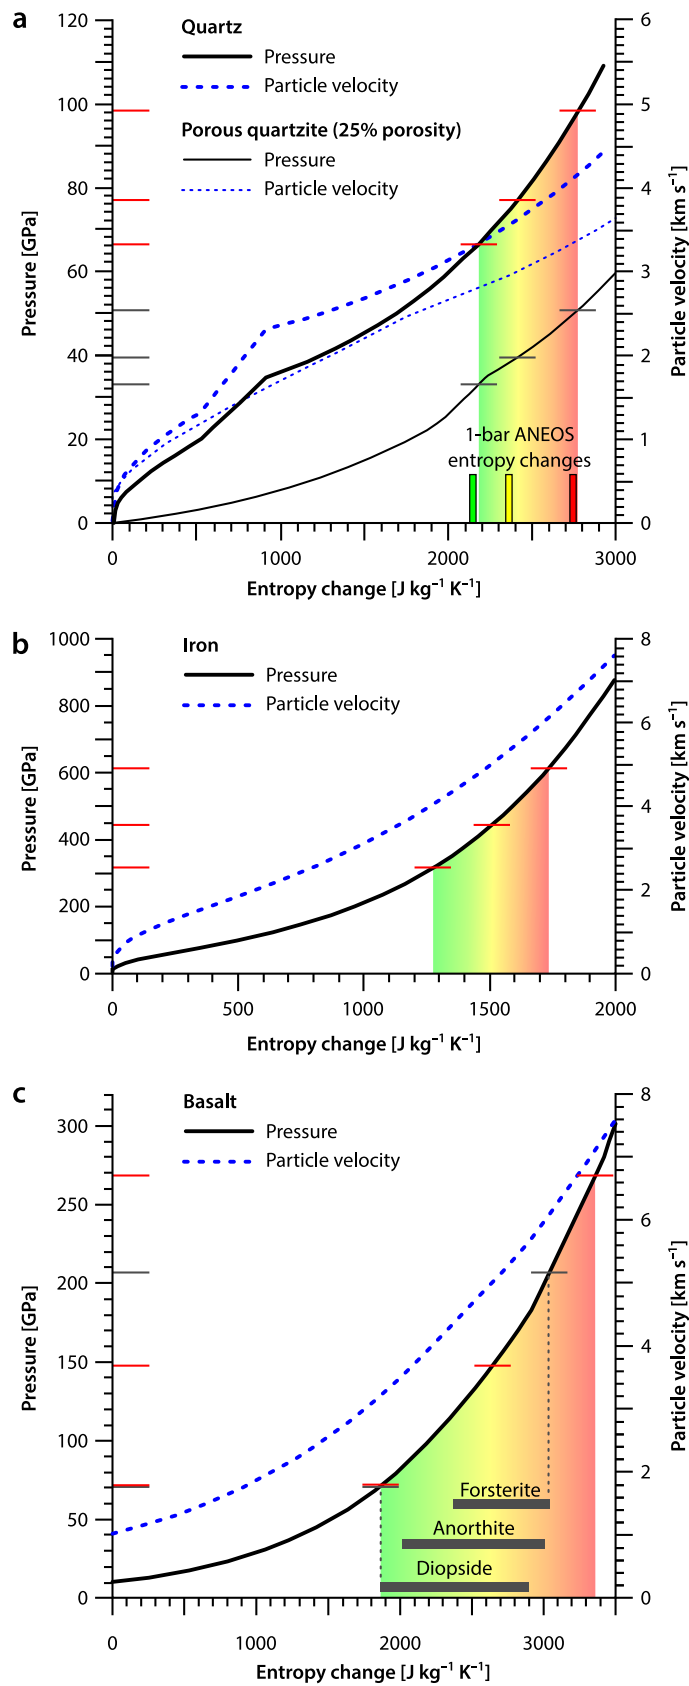 a
Quartz
Pressure
Particle velocity
Porous quartzite (25% porosity)
Pressure
Particle velocity
120
100
80
60
40
20
0
Pressure [GPa]
6
5
4
3
2
1
0
Particle velocity [km s⁻¹]
1-bar ANEOS
entropy changes
0 1000 2000 3000
Entropy change [J kg⁻¹ K⁻¹]
b
Iron
Pressure
Particle velocity
1000
800
600
400
200
0
Pressure [GPa]
8
6
4
2
0
Particle velocity [km s⁻¹]
0 500 1000 1500 2000
Entropy change [J kg⁻¹ K⁻¹]
c
Basalt
Pressure
Particle velocity
300
250
200
150
100
50
0
Pressure [GPa]
8
6
4
2
0
Particle velocity [km s⁻¹]
Forsterite
Anorthite
Diopside
0 1000 2000 3000
Entropy change [J kg⁻¹ K⁻¹]